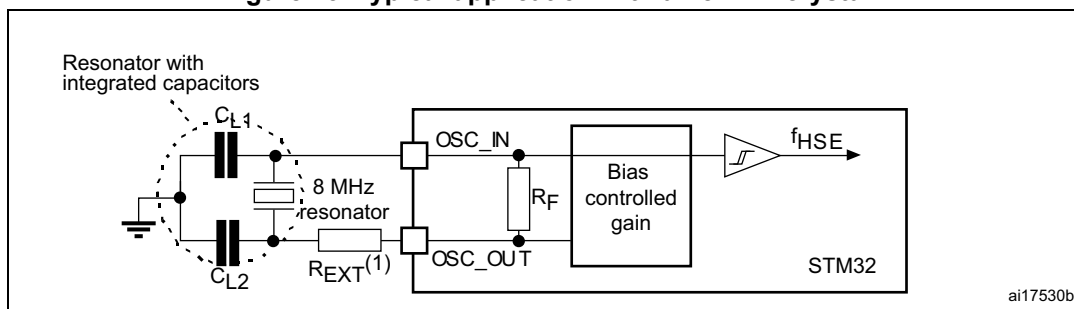 Resonator with
integrated capacitors
CL1
OSC_IN
fHSE
8 MHz
resonator
RF
Bias
controlled
gain
REXT(1)
OSC_OUT
STM32
CL2
ai17530b